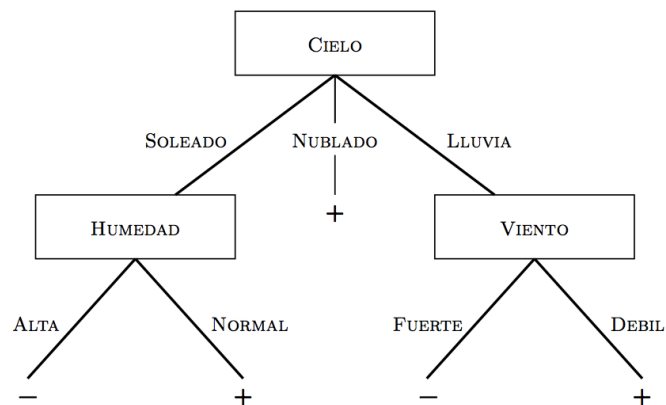 CIELO
SOLEADO NUBLADO LLUVIA
+
HUMEDAD VIENTO
ALTA NORMAL FUERTE DEBIL
− + − +